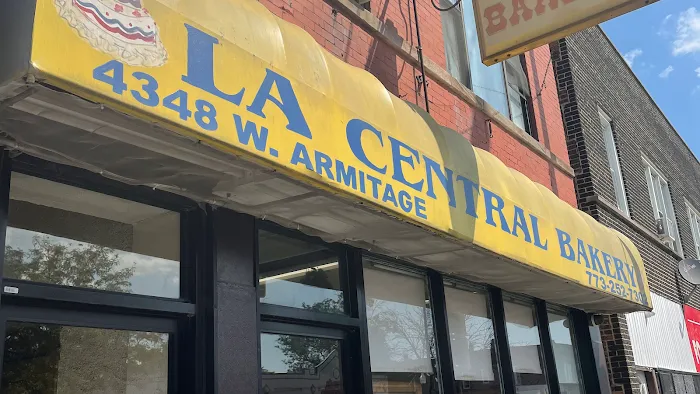 LA CENTRAL BAKERY
4348 W. ARMITAGE